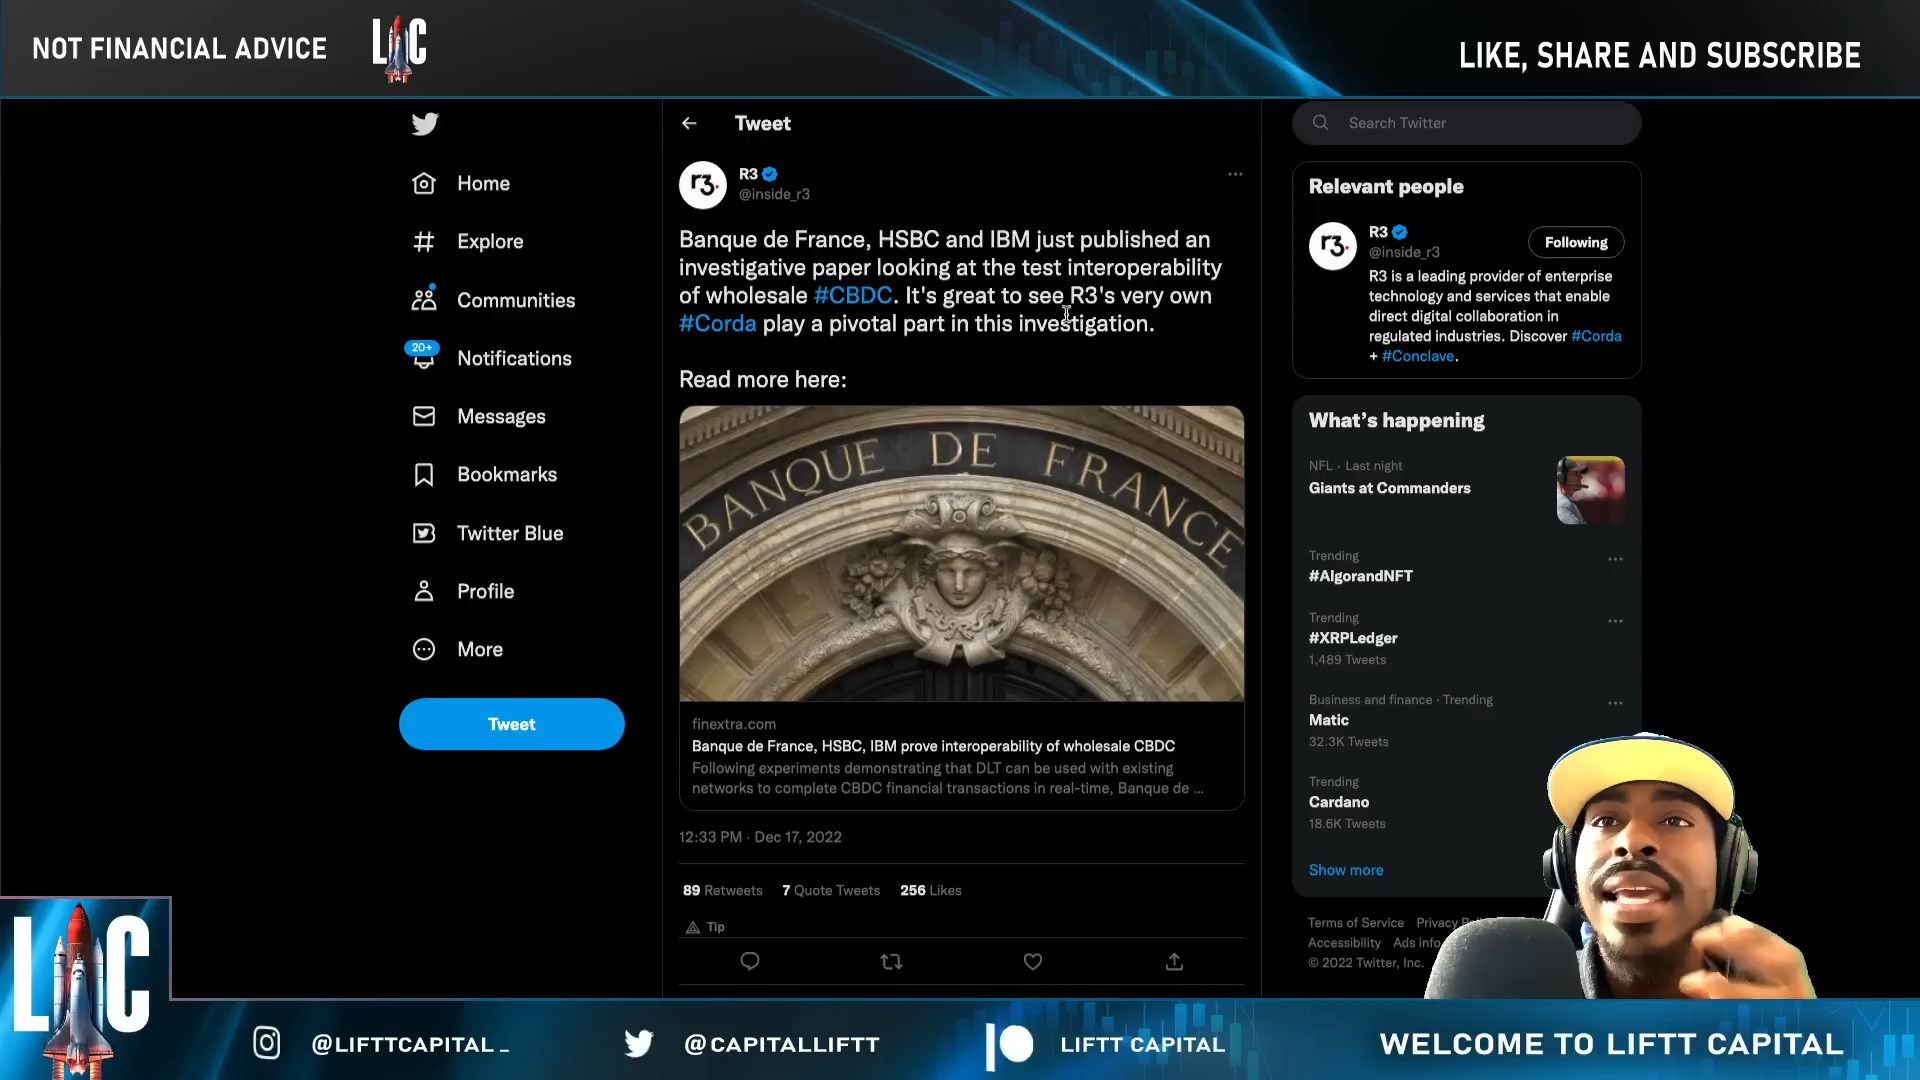 NOT FINANCIAL ADVICE
LC
LIKE, SHARE AND SUBSCRIBE
Home
Explore
Communities
20+
Notifications
Messages
Bookmarks
Twitter Blue
Profile
More
Tweet
Tweet
r3.
R3
@inside_r3
Banque de France, HSBC and IBM just published an
investigative paper looking at the test interoperability
of wholesale #CBDC. It's great to see R3's very own
#Corda play a pivotal part in this investigation.
Read more here:
BANQUE DE FRANCE
finextra.com
Banque de France, HSBC, IBM prove interoperability of wholesale CBDC
Following experiments demonstrating that DLT can be used with existing
networks to complete CBDC financial transactions in real-time, Banque de ...
12:33 PM · Dec 17, 2022
89 Retweets 7 Quote Tweets 256 Likes
Tip
Search Twitter
Relevant people
r3.
R3
@inside_r3
Following
R3 is a leading provider of enterprise
technology and services that enable
direct digital collaboration in
regulated industries. Discover #Corda
+ #Conclave.
What's happening
NFL · Last night
Giants at Commanders
Trending
#AlgorandNFT
Trending
#XRPLedger
1,489 Tweets
Business and finance · Trending
Matic
32.3K Tweets
Trending
Cardano
18.6K Tweets
Show more
Terms of Service Privacy
Accessibility Ads info
© 2022 Twitter, Inc.
LC
@LIFTTCAPITAL_
@CAPITALLIFTT
LIFTT CAPITAL
WELCOME TO LIFTT CAPITAL